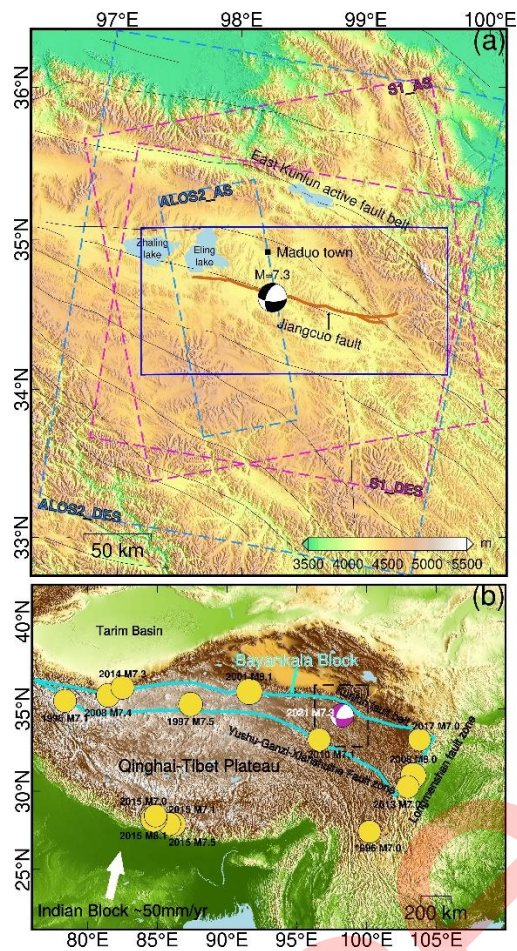 97°E 98°E 99°E 100°E
(a)
36°N
S1_AS
East Kunlun active fault belt
ALOS2_AS
35°N
Zhaling lake
Eling lake
Maduo town
M=7.3
Jiangcuo fault
34°N
S1_DES
ALOS2_DES
33°N
50 km
m
3500 4000 4500 5000 5500
(b)
40°N
Tarim Basin
Bayankala Block
2014 M7.3
2001 M8.1
2008 M7.4
35°N
1997 M7.5
2021 M7.3
fault belt
2017 M7.0
2010 M7.1
Yushu-Ganzi-Xianshuihe Fault zone
Qinghai-Tibet Plateau
Longmenshan fault zone
30°N
2013 M7.0
2015 M7.0
2015 M7.1
2015 M8.1
2015 M7.5
1996 M7.0
25°N
Indian Block ~50mm/yr
200 km
80°E 85°E 90°E 95°E 100°E 105°E